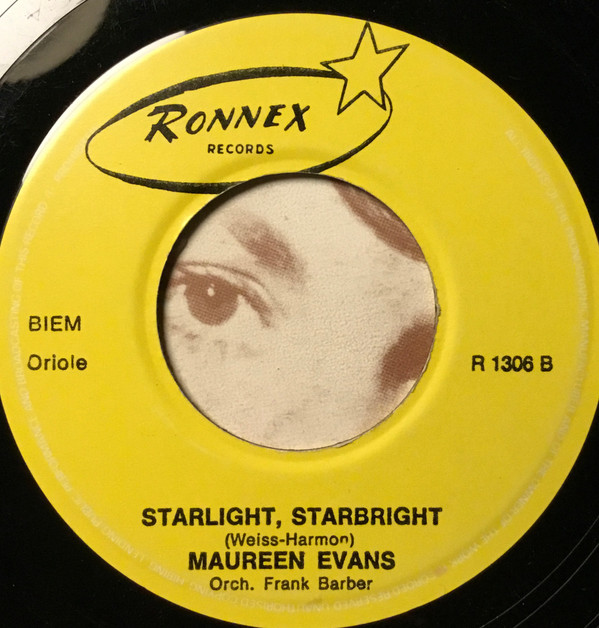 RONNEX
RECORDS
BIEM
Oriole
R 1306 B
STARLIGHT, STARBRIGHT
(Weiss-Harmon)
MAUREEN EVANS
Orch. Frank Barber